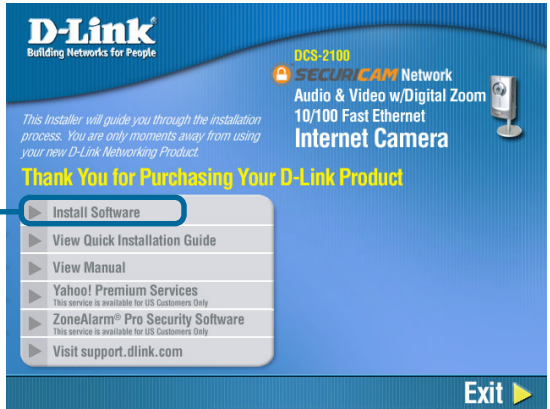 D-Link
Building Networks for People
DCS-2100
SECURICAM Network
Audio & Video w/Digital Zoom
10/100 Fast Ethernet
Internet Camera
This Installer will guide you through the installation
process. You are only moments away from using
your new D-Link Networking Product.
Thank You for Purchasing Your D-Link Product
Install Software
View Quick Installation Guide
View Manual
Yahoo! Premium Services
This service is available for US Customers Only
ZoneAlarm® Pro Security Software
This service is available for US Customers Only
Visit support.dlink.com
Exit